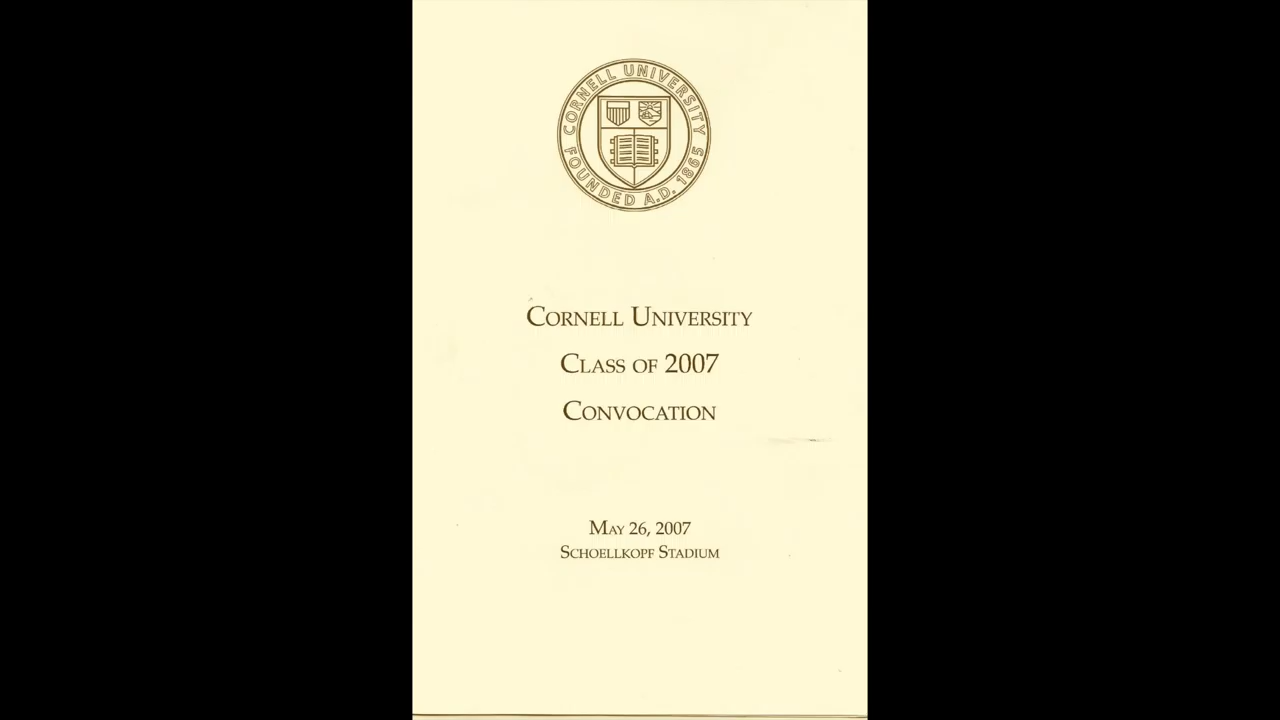 CORNELL UNIVERSITY
FOUNDED A.D. 1865
CORNELL UNIVERSITY
CLASS OF 2007
CONVOCATION
MAY 26, 2007
SCHOELLKOPF STADIUM